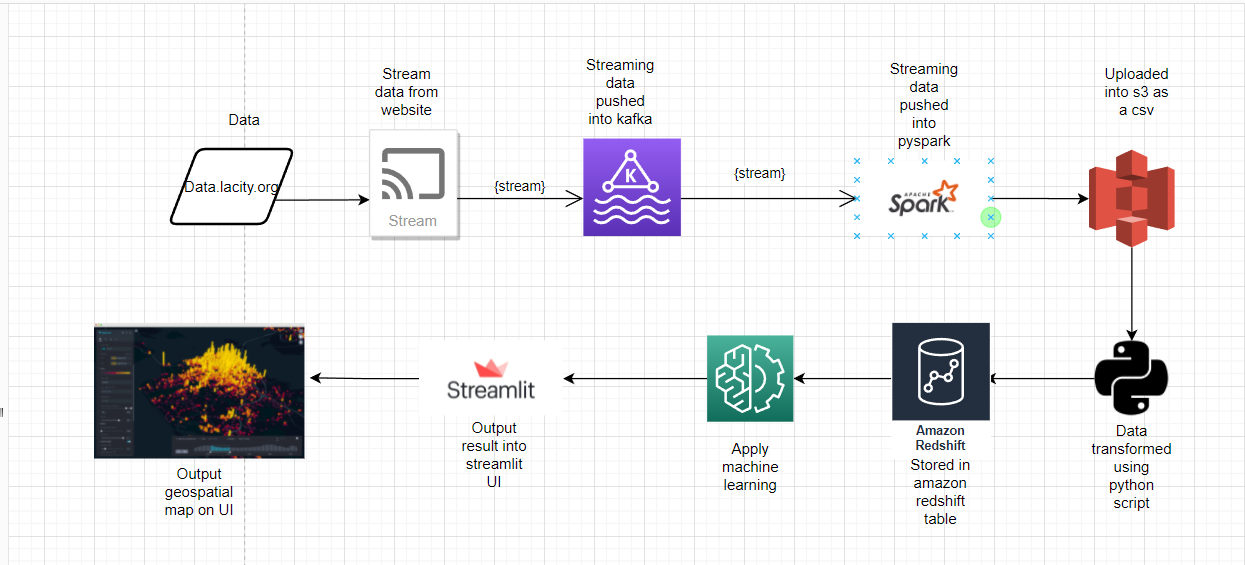 Data
Data.lacity.org
Stream
data from
website
Stream
{stream}
Streaming
data
pushed
into kafka
K
{stream}
Streaming
data
pushed
into
pyspark
APACHE
Spark
Uploaded
into s3 as
a csv
Data
transformed
using
python
script
Amazon
Redshift
Stored in
amazon
redshift
table
Apply
machine
learning
Streamlit
Output
result into
streamlit
UI
Output
geospatial
map on UI